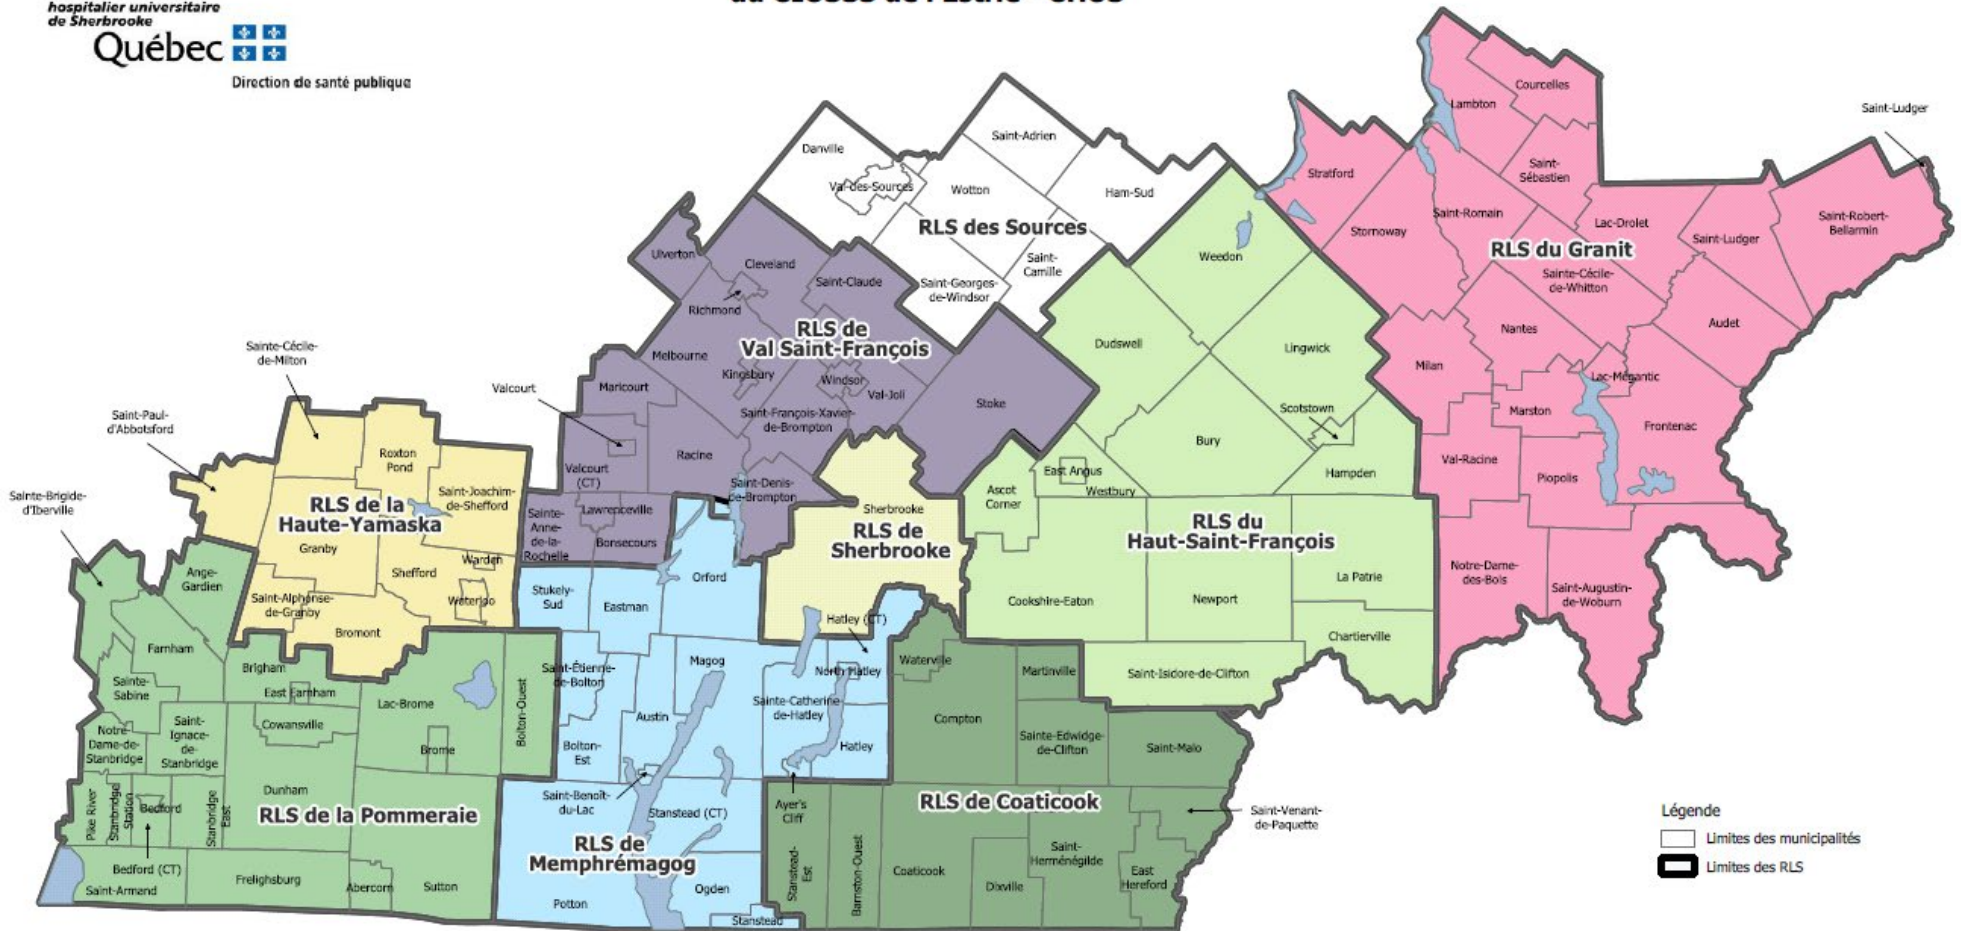 hospitalier universitaire
de Sherbrooke
Québec
Direction de santé publique
du CIUSSS de l'Estrie - CHUS
Courcelles
Lambton
Saint-Ludger
Saint-Adrien
Danville
Saint-
Sébastien
Stratford
Val-des-Sources
Wotton
Ham-Sud
Saint-Romain
Lac-Drolet
Saint-Robert-
Bellarmin
RLS des Sources
Stornoway
Saint-Ludger
RLS du Granit
Ulverton
Cleveland
Saint-
Camille
Weedon
Saint-Claude
Saint-Georges-
de-Windsor
Sainte-Cécile-
de-Whitton
Richmond
RLS de
Val Saint-François
Nantes
Audet
Sainte-Cécile-
de-Milton
Melbourne
Dudswell
Lingwick
Milan
Kingsbury
Windsor
Val-Joli
Lac-Mégantic
Valcourt
Maricourt
Stoke
Scotstown
Marston
Saint-Paul-
d'Abbotsford
Saint-François-Xavier-
de-Brompton
Frontenac
Bury
Roxton
Pond
Racine
Val-Racine
Valcourt
(CT)
East Angus
Hampden
Piopolis
Sainte-Brigide-
d'Iberville
Saint-Joachim-
de-Shefford
Saint-Denis-
de-Brompton
Ascot
Corner
Westbury
RLS de la
Haute-Yamaska
Lawrenceville
Sherbrooke
Sainte-
Anne-
de-la-
Rochelle
RLS de
Sherbrooke
RLS du
Haut-Saint-François
Granby
Bonsecours
Warden
Shefford
Ange-
Gardien
Orford
Notre-Dame-
des-Bois
La Patrie
Stukely-
Sud
Saint-Alphonse-
de-Granby
Waterloo
Eastman
Cookshire-Eaton
Newport
Saint-Augustin-
de-Woburn
Hatley (CT)
Bromont
Chartierville
Farnham
Brigham
Saint-Étienne-
de-Bolton
Magog
North Hatley
Waterville
Martinville
Saint-Isidore-de-Clifton
Sainte-
Sabine
East Farnham
Lac-Brome
Bolton-Ouest
Sainte-Catherine-
de-Hatley
Austin
Compton
Cowansville
Notre-
Dame-de-
Stanbridge
Saint-
Ignace-
de-
Stanbridge
Brome
Bolton-
Est
Hatley
Sainte-Edwidge-
de-Clifton
Saint-Malo
Dunham
Pike River
Stanbridge
Station
Bedford
Stanbridge
East
RLS de la Pommeraie
Saint-Benoît-
du-Lac
Stanstead (CT)
Ayer's
Cliff
RLS de Coaticook
Saint-Venant-
de-Paquette
Légende
Limites des municipalités
Limites des RLS
RLS de
Memphrémagog
Saint-
Herménégilde
Bedford (CT)
Saint-Armand
Frelighsburg
Abercorn
Sutton
Potton
Ogden
Stanstead
Stanstead-
Est
Barnston-Ouest
Coaticook
Dixville
East
Hereford